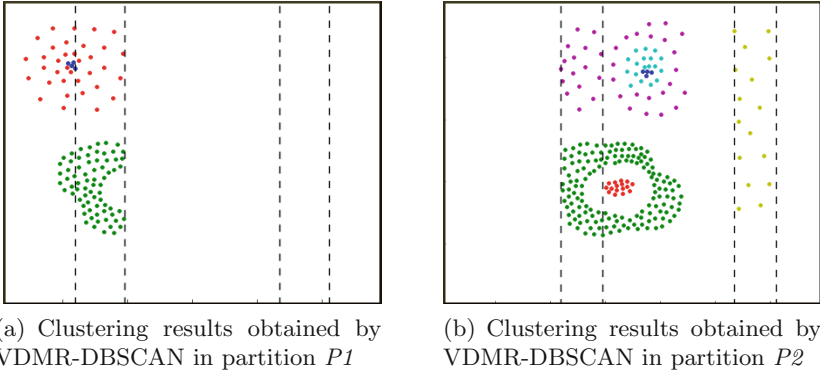 (a) Clustering results obtained by
VDMR-DBSCAN in partition P1
(b) Clustering results obtained by
VDMR-DBSCAN in partition P2